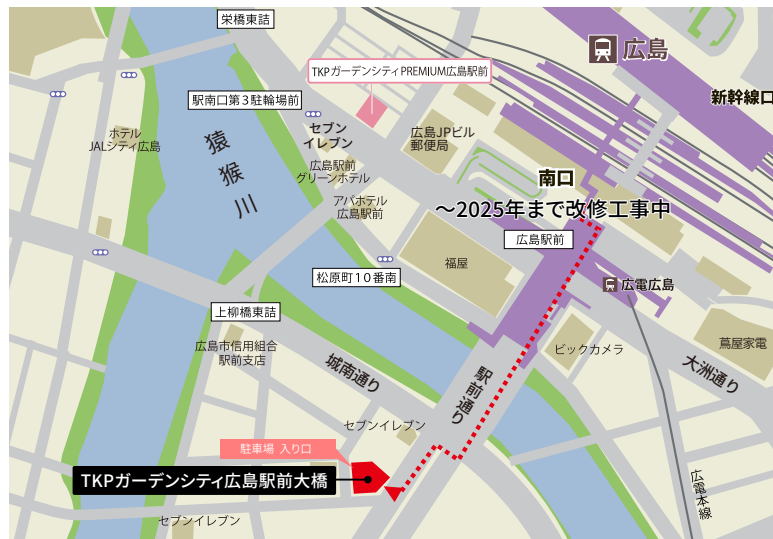 栄橋東詰
広島
TKPガーデンシティPREMIUM広島駅前
新幹線口
駅南口第3駐輪場前
ホテル
JALシティ広島
猿猴川
セブン
イレブン
広島JPビル
郵便局
広島駅前
グリーンホテル
南口
アパホテル
広島駅前
〜2025年まで改修工事中
広島駅前
福屋
松原町10番南
広電広島
上柳橋東詰
広島市信用組合
駅前支店
城南通り
駅前通り
ビックカメラ
蔦屋家電
大洲通り
セブンイレブン
駐車場 入り口
TKPガーデンシティ広島駅前大橋
広電本線
セブンイレブン